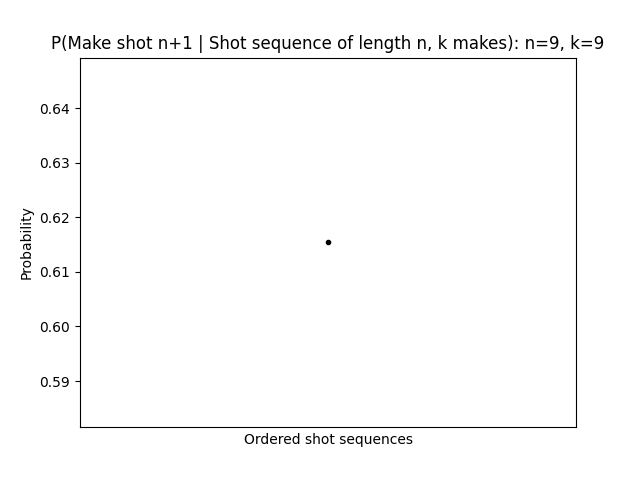 P(Make shot n+1 | Shot sequence of length n, k makes): n=9, k=9
0.64
0.63
0.62
0.61
0.60
0.59
Probability
Ordered shot sequences